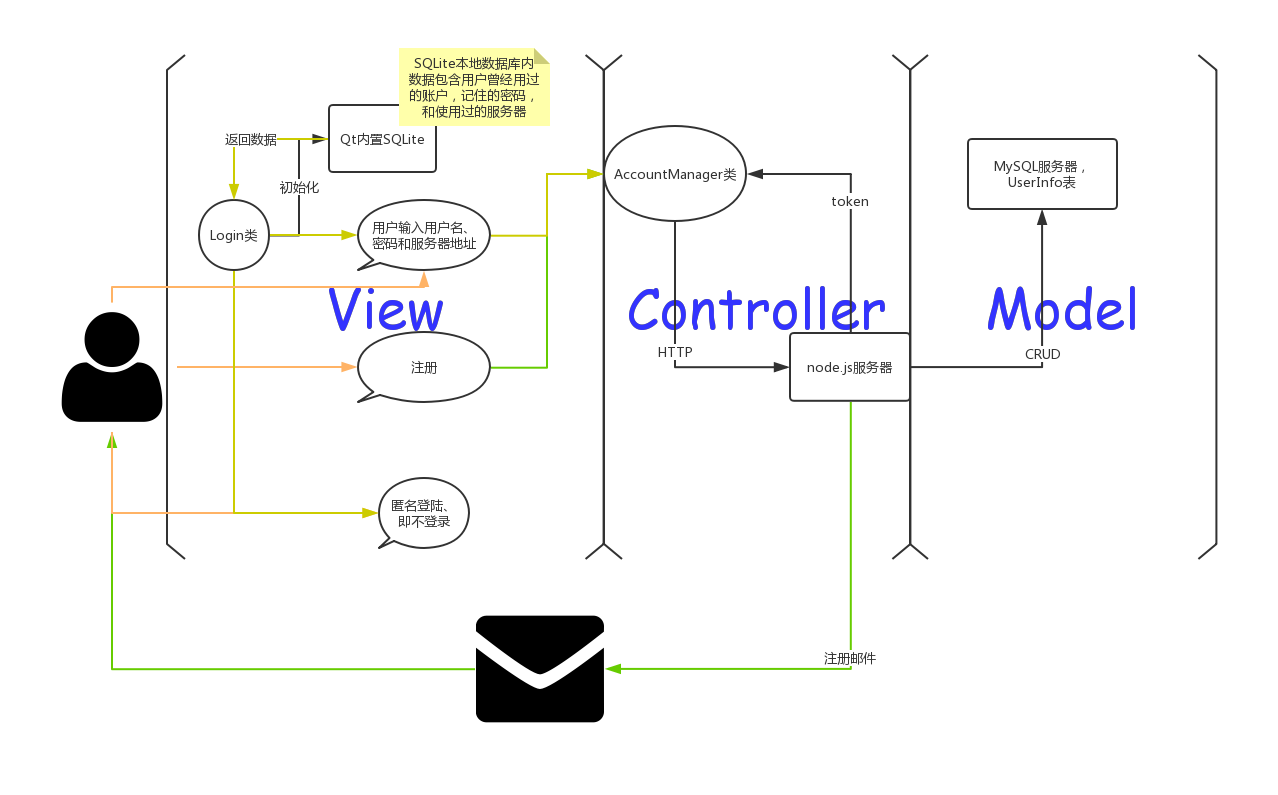 SQLite本地数据库内
数据包含用户曾经用过
的账户，记住的密码，
和使用过的服务器
返回数据
Qt内置SQLite
初始化
Login类
用户输入用户名、
密码和服务器地址
AccountManager类
token
MySQL服务器，
UserInfo表
View
Controller
Model
HTTP
CRUD
注册
node.js服务器
匿名登陆、
即不登录
注册邮件